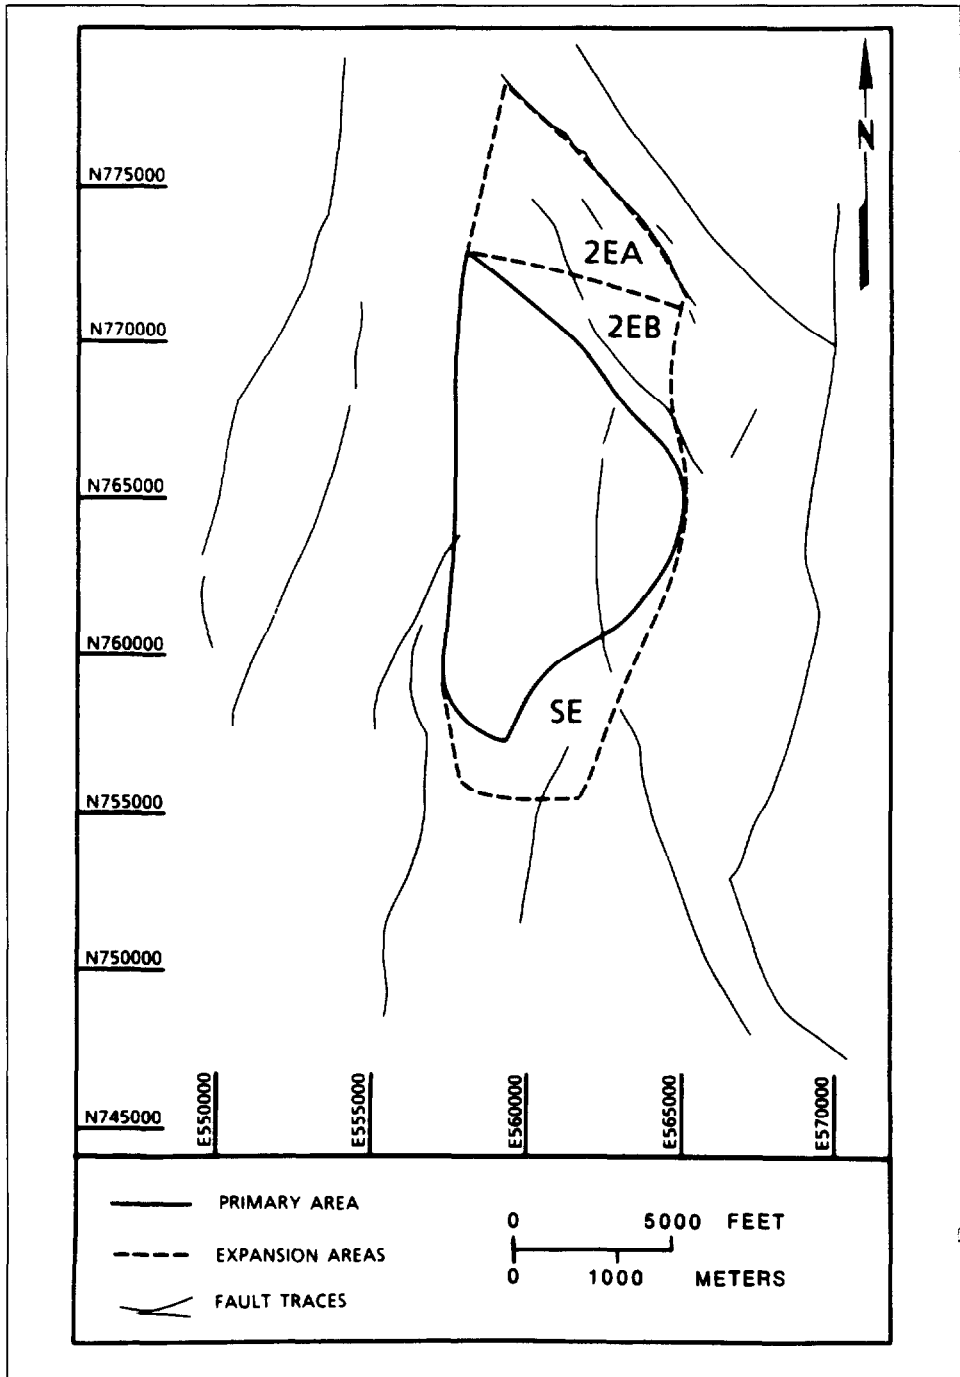 N
N775000
2EA
2EB
N770000
N765000
N760000
SE
N755000
N750000
N745000
E550000
E555000
E560000
E565000
E570000
PRIMARY AREA
EXPANSION AREAS
FAULT TRACES
0 5000 FEET
0 1000 METERS